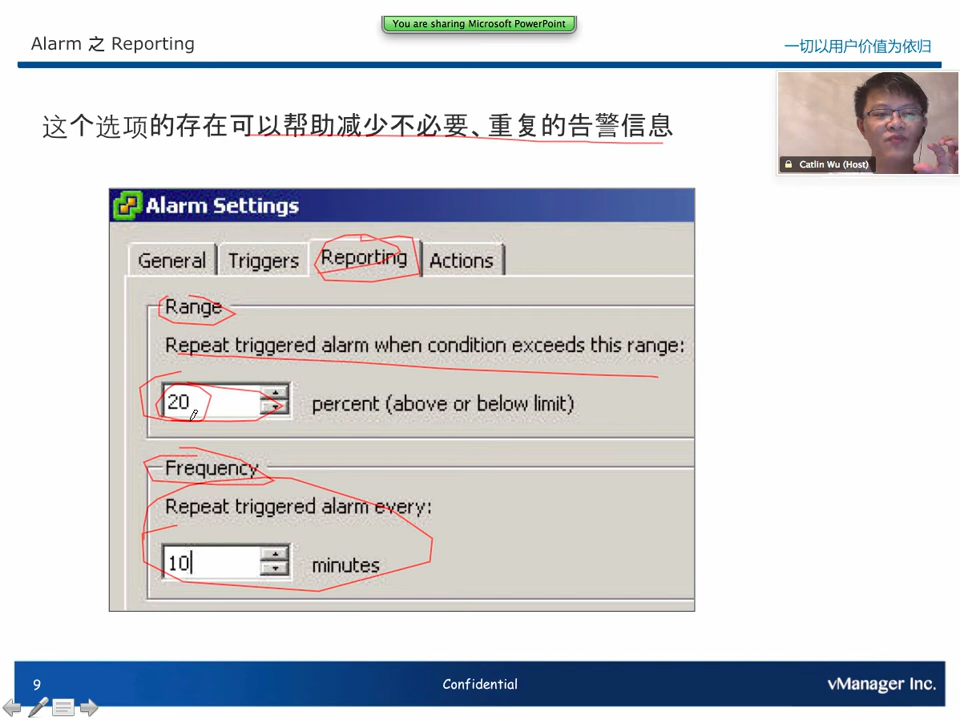 You are sharing Microsoft PowerPoint
Alarm 之 Reporting
一切以用户价值为依归
Catlin Wu (Host)
这个选项的存在可以帮助减少不必要、重复的告警信息
Alarm Settings
General Triggers Reporting Actions
Range
Repeat triggered alarm when condition exceeds this range:
20 percent (above or below limit)
Frequency
Repeat triggered alarm every:
10 minutes
9 Confidential vManager Inc.